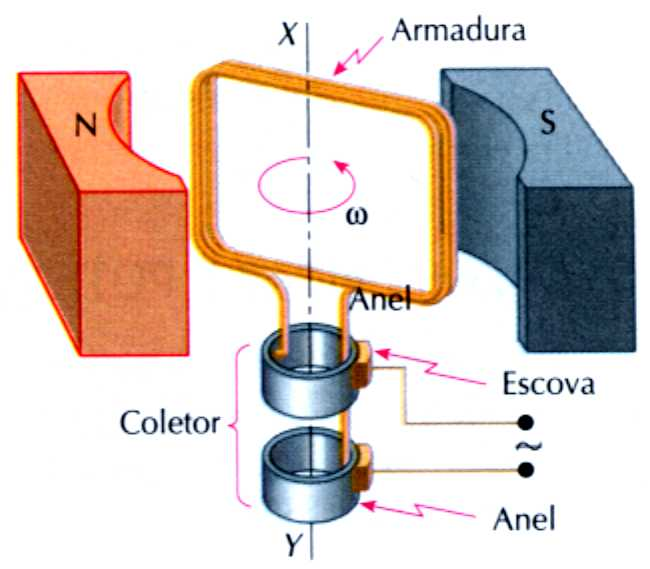 X
Armadura
N
S
ω
Anel
Escova
Coletor
~
Anel
Y